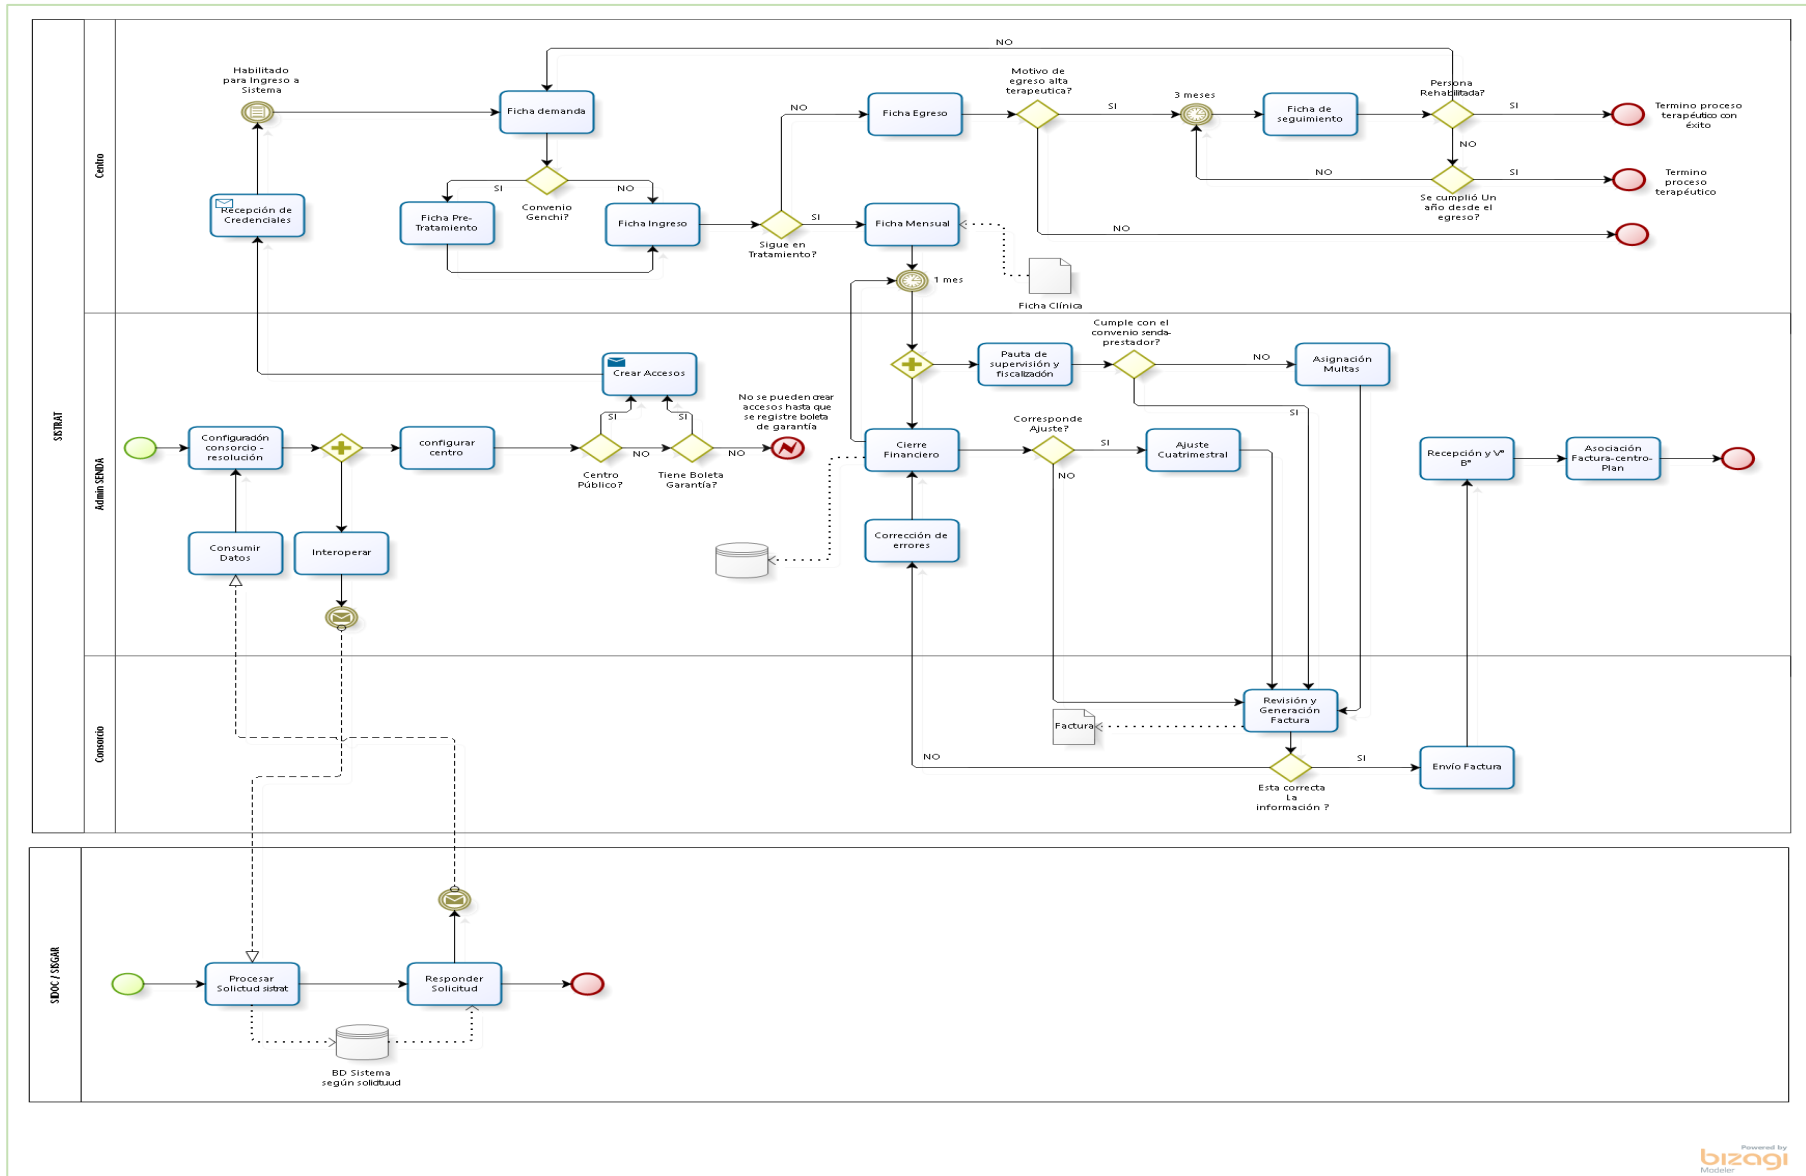 SISTRAT
Centro
Habilitado
para Ingreso a
Sistema
Recepción de
Credenciales
Ficha demanda
SI
NO
Convenio
Genchi?
Ficha Pre-
Tratamiento
Ficha Ingreso
Sigue en
Tratamiento?
NO
SI
Ficha Egreso
Ficha Mensual
1 mes
Ficha Clínica
Motivo de
egreso alta
terapeutica?
SI
NO
3 meses
Ficha de
seguimiento
NO
Persona
Rehabilitada?
SI
NO
Termino proceso
terapéutico con
éxito
NO
SI
Se cumplió Un
año desde el
egreso?
Termino
proceso
terapéutico
Admin SENDA
Configuración
consorcio -
resolución
Consumir
Datos
Interoperar
configurar
centro
Crear Accesos
SI
SI
NO
NO
Centro
Público?
Tiene Boleta
Garantía?
No se pueden crear
accesos hasta que
se registre boleta
de garantía
Pauta de
supervisión y
fiscalización
Cumple con el
convenio senda-
prestador?
NO
SI
Asignación
Multas
Cierre
Financiero
Corresponde
Ajuste?
SI
NO
Ajuste
Cuatrimestral
Corrección de
errores
Recepción y V°
B°
Asociación
Factura-centro-
Plan
Consorcio
Revisión y
Generación
Factura
Factura
NO
SI
Esta correcta
La
información ?
Envío Factura
SIDOC / SISGAR
Procesar
Solictud sistrat
Responder
Solicitud
BD Sistema
según solidtuud
Powered by
bizagi
Modeler